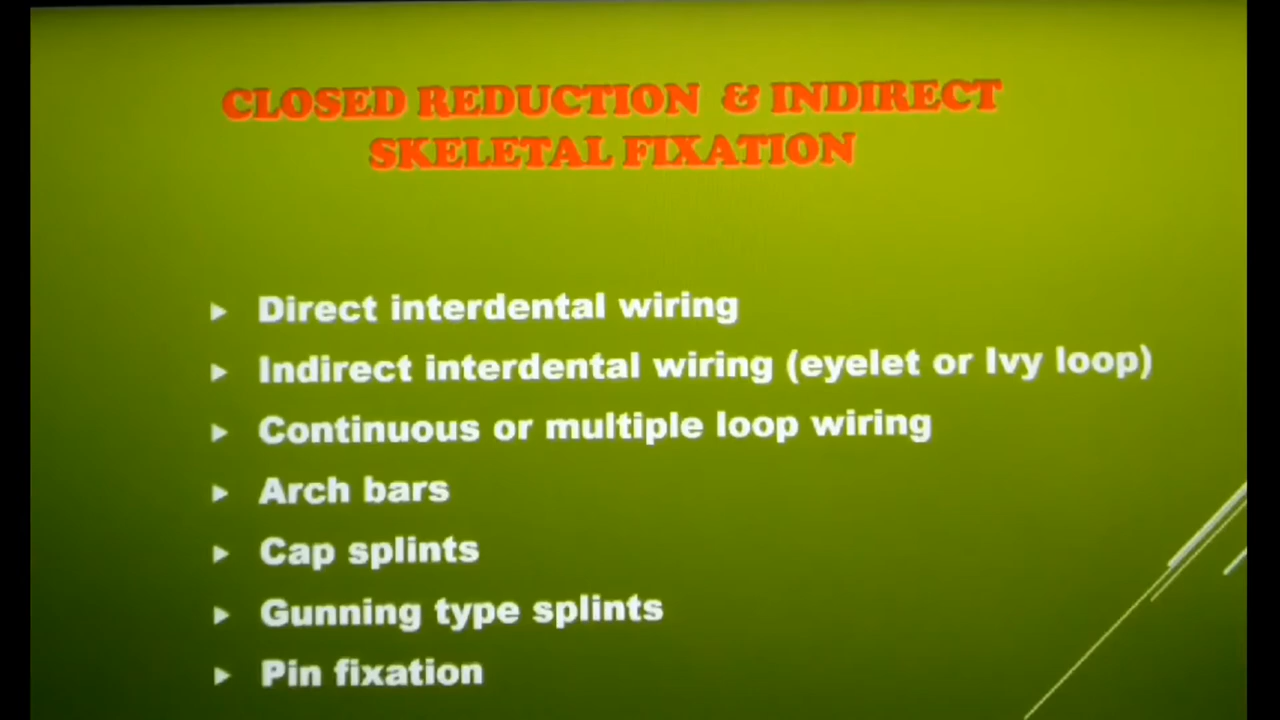 CLOSED REDUCTION & INDIRECT
SKELETAL FIXATION
Direct interdental wiring
Indirect interdental wiring (eyelet or Ivy loop)
Continuous or multiple loop wiring
Arch bars
Cap splints
Gunning type splints
Pin fixation